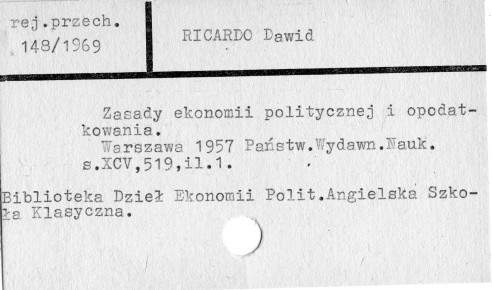 rej.przech.
148/1969
RICARDO Dawid
Zasady ekonomii politycznej i opodat-
kowania.
Warszawa 1957 Państw.Wydawn.Nauk.
s.XCV,519,il.1.
Biblioteka Dzieł Ekonomii Polit.Angielska Szko-
ła Klasyczna.